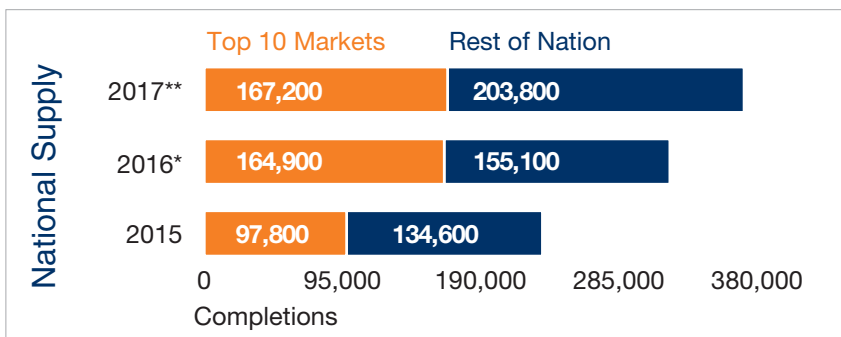 National Supply
Top 10 Markets Rest of Nation
2017** 167,200 203,800
2016* 164,900 155,100
2015 97,800 134,600
0 95,000 190,000 285,000 380,000
Completions